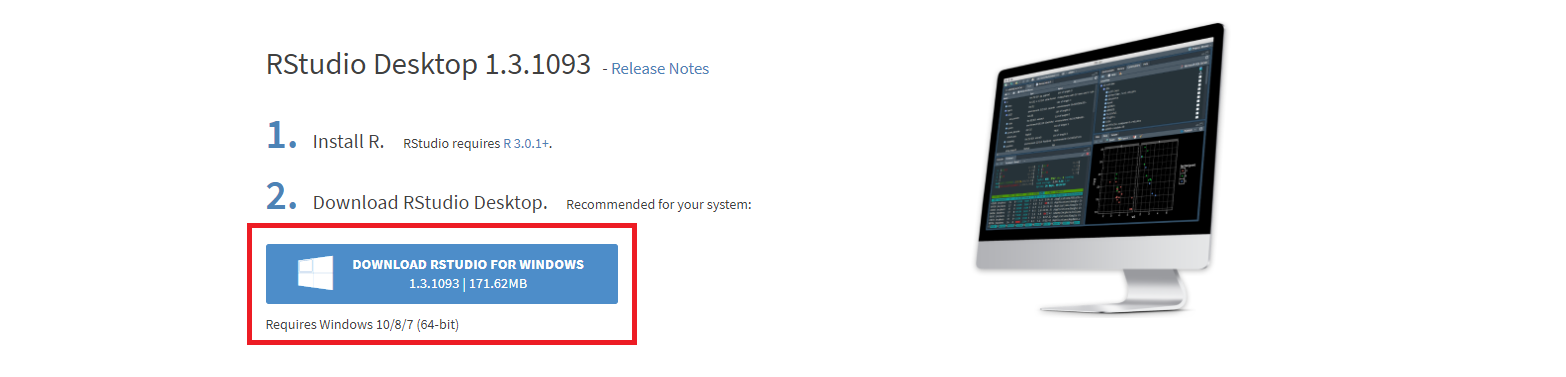 RStudio Desktop 1.3.1093 - Release Notes
1. Install R. RStudio requires R 3.0.1+.
2. Download RStudio Desktop. Recommended for your system:
DOWNLOAD RSTUDIO FOR WINDOWS
1.3.1093 | 171.62MB
Requires Windows 10/8/7 (64-bit)